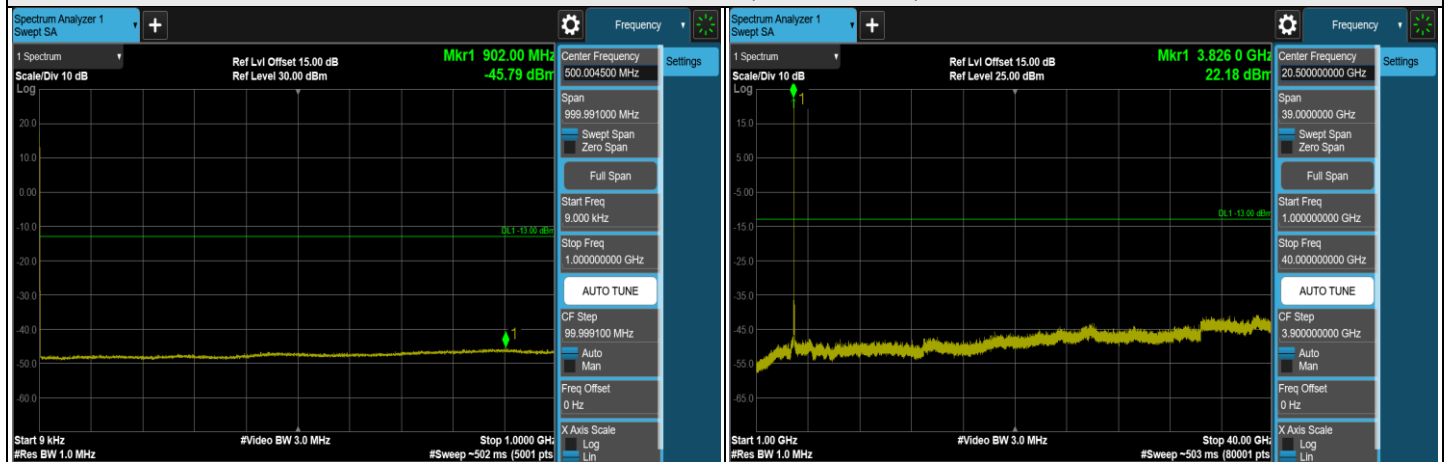 Spectrum Analyzer 1
Swept SA
+
Frequency
1 Spectrum
Scale/Div 10 dB
Log
Ref Lvl Offset 15.00 dB
Ref Level 30.00 dBm
Mkr1 902.00 MHz
-45.79 dBm
20.0
10.0
0.00
-10.0
-20.0
-30.0
-40.0
-50.0
-60.0
DL1 -13.00 dBm
1
Start 9 kHz
#Res BW 1.0 MHz
#Video BW 3.0 MHz
Stop 1.0000 GHz
#Sweep ~502 ms (5001 pts)
Center Frequency
500.004500 MHz
Settings
Span
999.991000 MHz
Swept Span
Zero Span
Full Span
Start Freq
9.000 kHz
Stop Freq
1.000000000 GHz
AUTO TUNE
CF Step
99.999100 MHz
Auto
Man
Freq Offset
0 Hz
X Axis Scale
Log
Lin
Spectrum Analyzer 1
Swept SA
+
Frequency
1 Spectrum
Scale/Div 10 dB
Log
Ref Lvl Offset 15.00 dB
Ref Level 25.00 dBm
Mkr1 3.826 0 GHz
22.18 dBm
1
15.0
5.00
-5.00
-15.0
-25.0
-35.0
-45.0
-55.0
-65.0
DL1 -13.00 dBm
Start 1.00 GHz
#Res BW 1.0 MHz
#Video BW 3.0 MHz
Stop 40.00 GHz
#Sweep ~503 ms (80001 pts)
Center Frequency
20.500000000 GHz
Settings
Span
39.0000000 GHz
Swept Span
Zero Span
Full Span
Start Freq
1.000000000 GHz
Stop Freq
40.000000000 GHz
AUTO TUNE
CF Step
3.900000000 GHz
Auto
Man
Freq Offset
0 Hz
X Axis Scale
Log
Lin